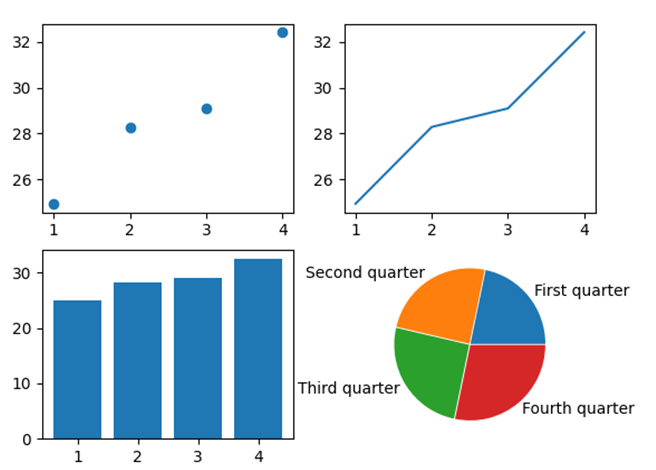 32
30
28
26
1 2 3 4
32
30
28
26
1 2 3 4
30
20
10
0
1 2 3 4
Second quarter
First quarter
Third quarter
Fourth quarter